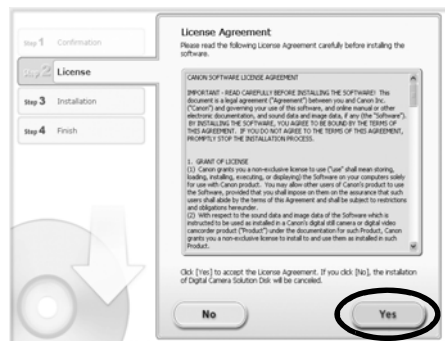 Step 1 Confirmation
Step 2 License
Step 3 Installation
Step 4 Finish
License Agreement
Please read the following License Agreement carefully before installing the
software.
CANON SOFTWARE LICENSE AGREEMENT
IMPORTANT - READ CAREFULLY BEFORE INSTALLING THE SOFTWARE! This
document is a legal agreement ("Agreement") between you and Canon Inc.
("Canon") and governing your use of this software, and online manual or other
electronic documentation, and sound data and image data, if any (the "Software").
BY INSTALLING THE SOFTWARE, YOU AGREE TO BE BOUND BY THE TERMS OF
THIS AGREEMENT. IF YOU DO NOT AGREE TO THE TERMS OF THIS AGREEMENT,
PROMPTLY STOP THE INSTALLATION PROCESS.
1. GRANT OF LICENSE
(1) Canon grants you a non-exclusive license to use ("use" shall mean storing,
loading, installing, executing, or displaying) the Software on your computers solely
for use with Canon product. You may allow other users of Canon's product to use
the Software, provided that you shall impose on them on the assurance that such
users shall abide by the terms of this Agreement and shall be subject to restrictions
and obligations hereunder.
(2) With respect to the sound data and image data of the Software which is
instructed to be used as installed in a Canon's digital still camera or digital video
camcorder product ("Product") under the documentation for such Product, Canon
grants you a non-exclusive license to install to and use them as installed in such
Product.
Click [Yes] to accept the License Agreement. If you click [No], the installation
of Digital Camera Solution Disk will be canceled.
No
Yes